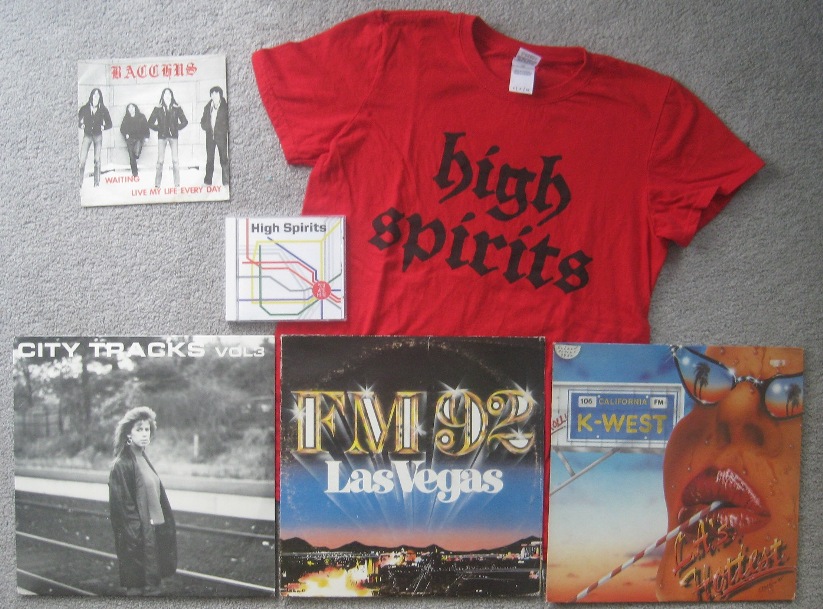 BACCHUS
WAITING
LIVE MY LIFE EVERY DAY
high
spirits
High Spirits
CITY TRACKS VOL3
FM 92
Las Vegas
106 CALIFORNIA FM
K-WEST
L.A.'s
Hottest